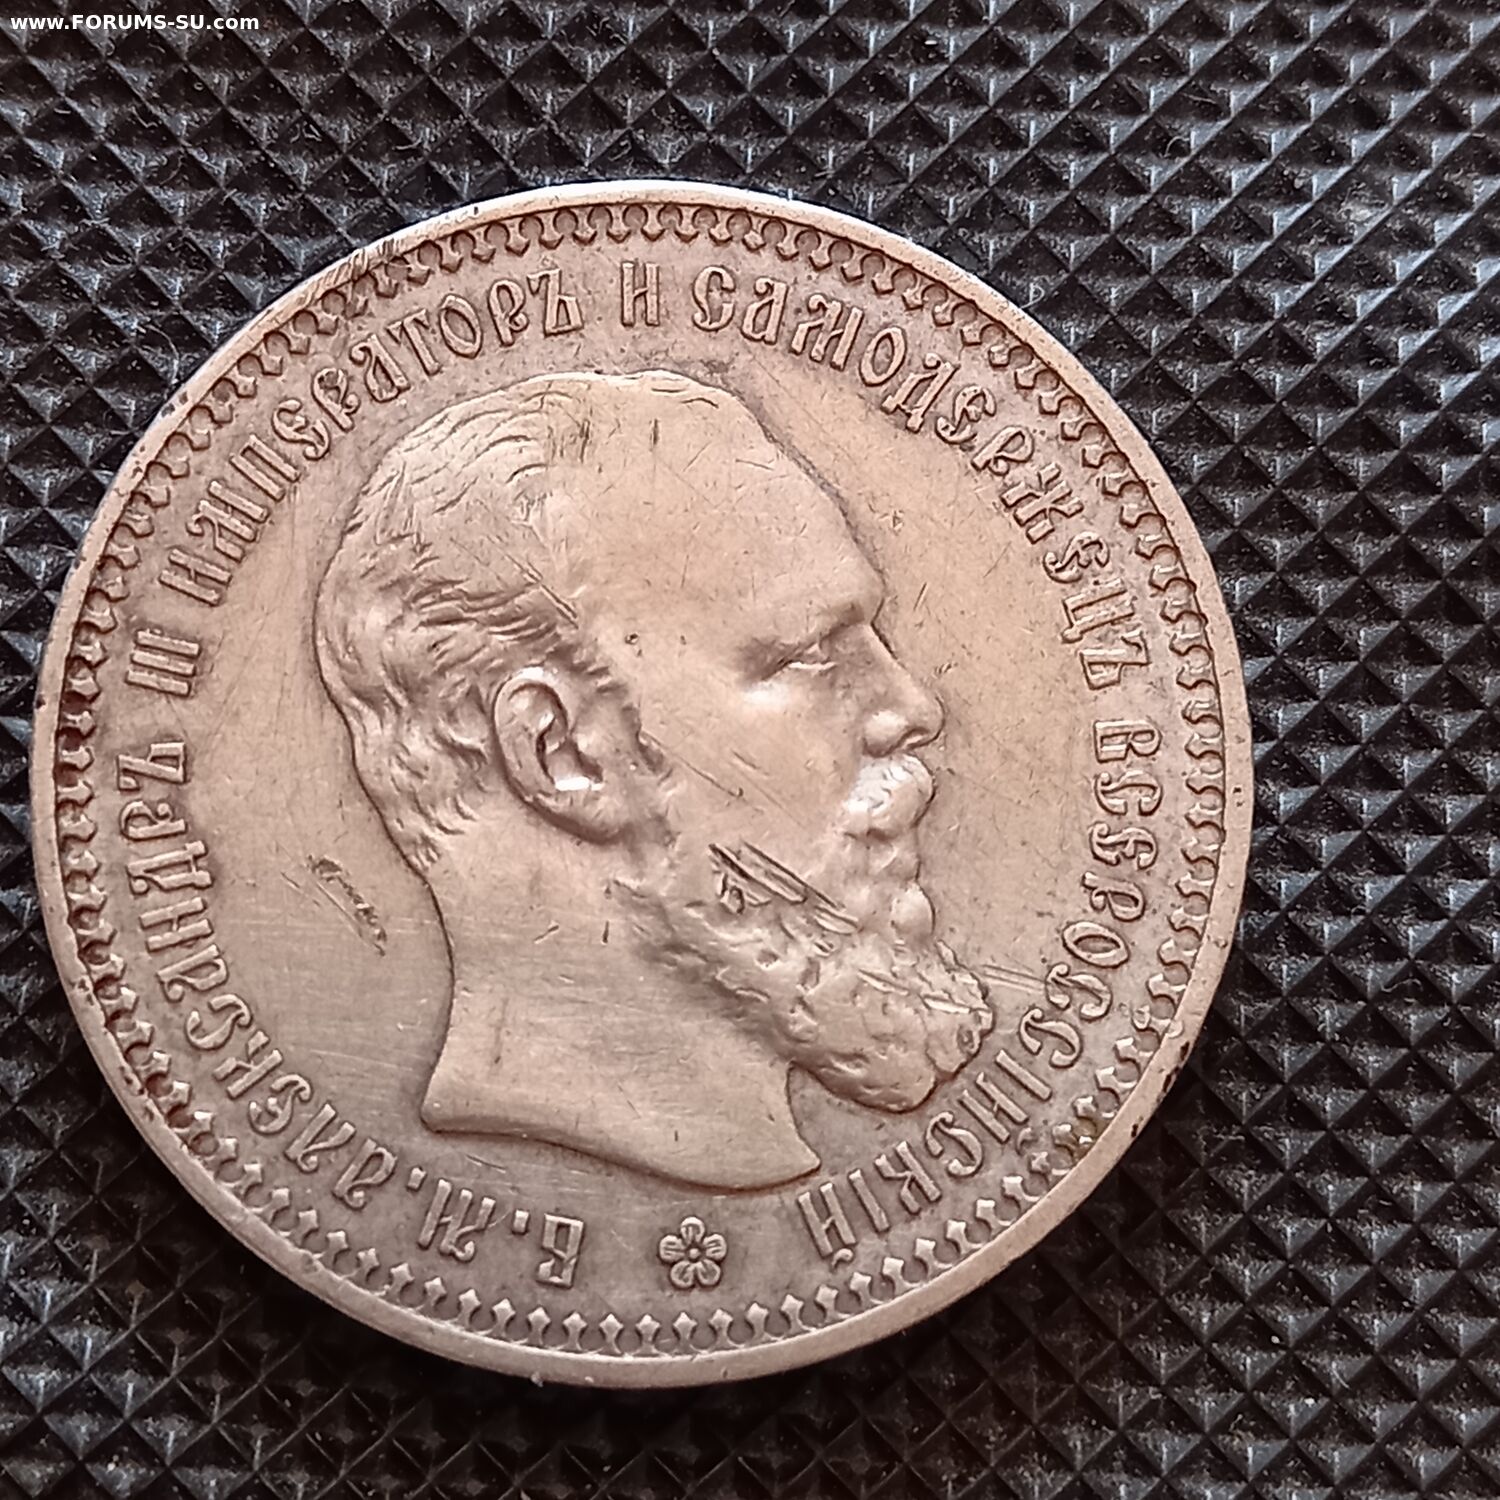 www.FORUMS-SU.com
Б.М. АЛЕКСАНДРЪ III ИМПЕРАТОРЪ И САМОДЕРЖЕЦЪ ВСЕРОССІЙСКІЙ